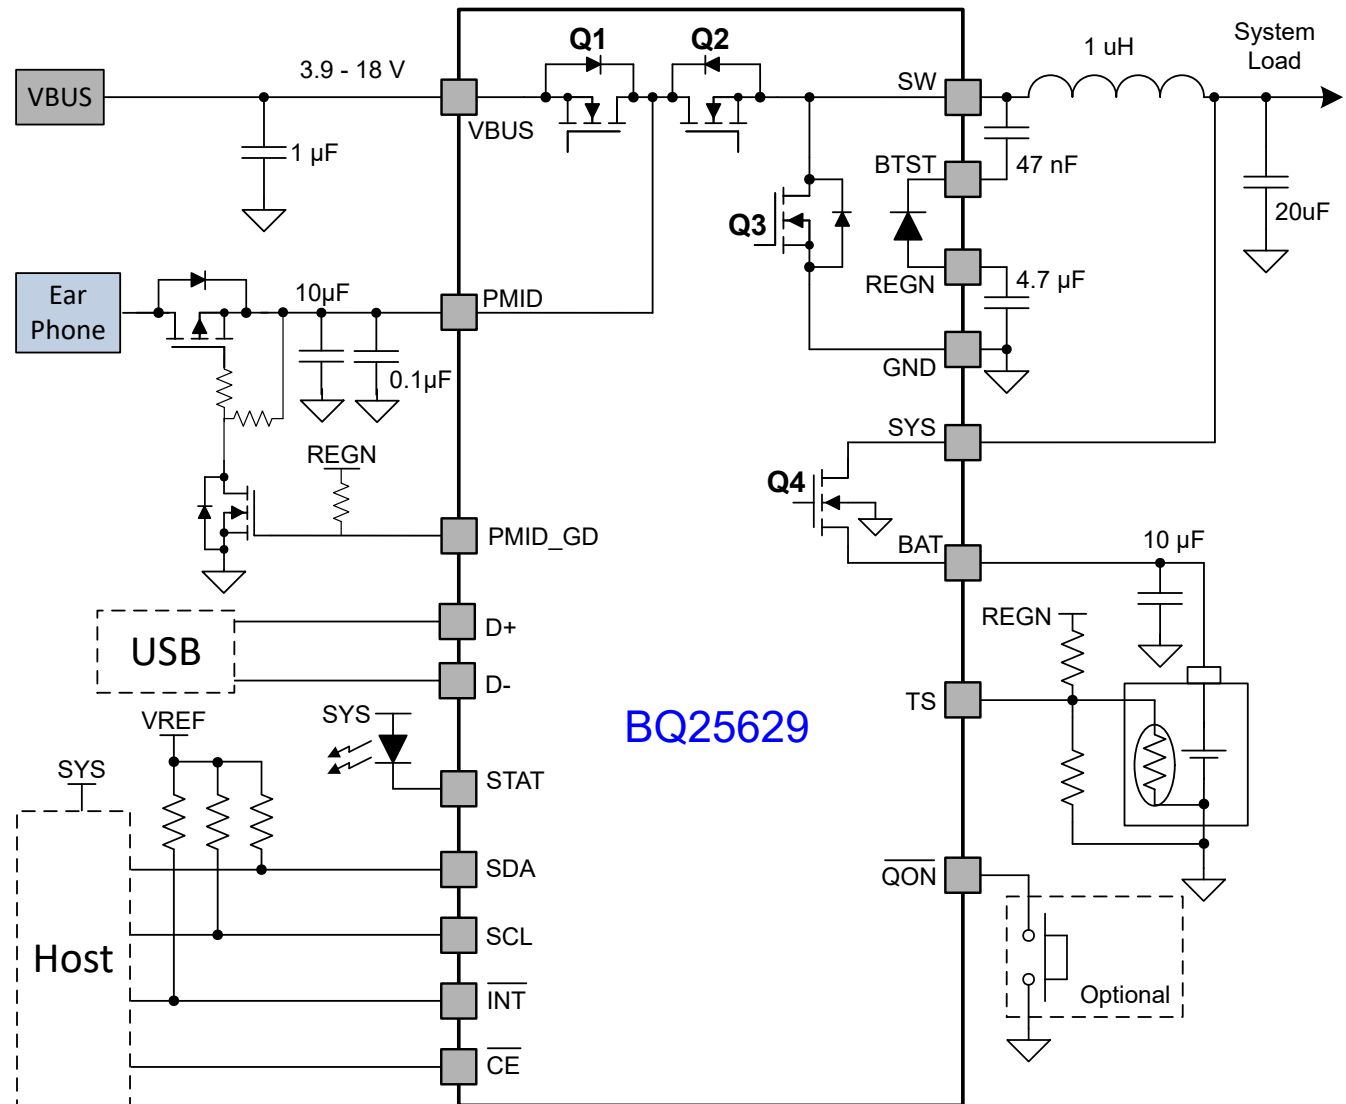 Q1
Q2
3.9 - 18 V
VBUS
VBUS
1 µF
SW
1 uH
System
Load
BTST
47 nF
Q3
20uF
REGN
4.7 µF
Ear
Phone
10µF
PMID
0.1µF
GND
SYS
REGN
Q4
PMID_GD
BAT
10 µF
REGN
USB
D+
D-
TS
VREF
SYS
BQ25629
SYS
STAT
SDA
QON
SCL
Host
INT
Optional
CE